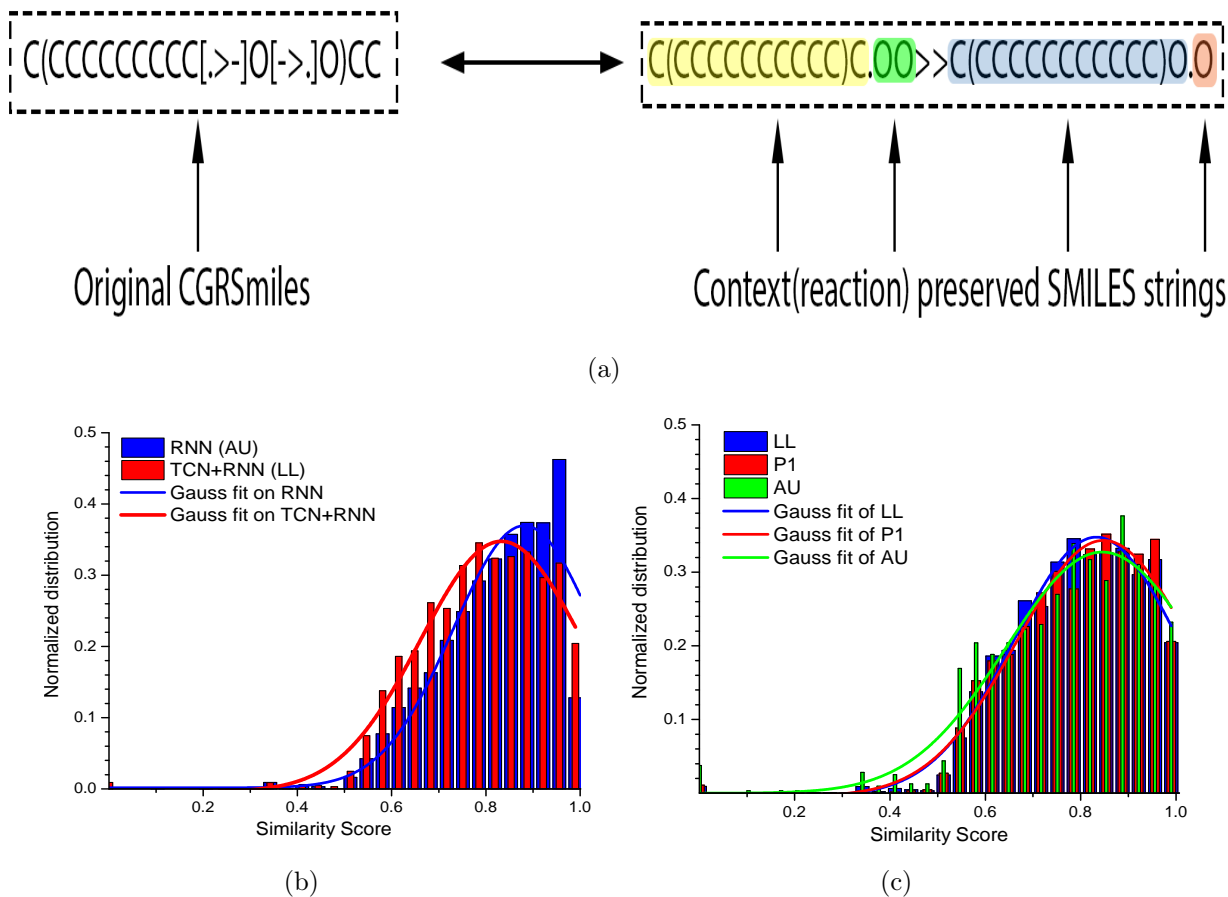 C(CCCCCCCCC[.>-]O[->.]O)CC
C(CCCCCCCCCC)C.OO>>C(CCCCCCCCCCC)O.O
Original CGRSmiles
Context(reaction) preserved SMILES strings
(a)
0.5
0.4
0.3
0.2
0.1
0.0
Normalized distribution
RNN (AU)
TCN+RNN (LL)
Gauss fit on RNN
Gauss fit on TCN+RNN
0.2
0.4
0.6
0.8
1.0
Similarity Score
(b)
0.5
0.4
0.3
0.2
0.1
Normalized distribution
LL
P1
AU
Gauss fit of LL
Gauss fit of P1
Gauss fit of AU
0.2
0.4
0.6
0.8
1.0
Similarity Score
(c)